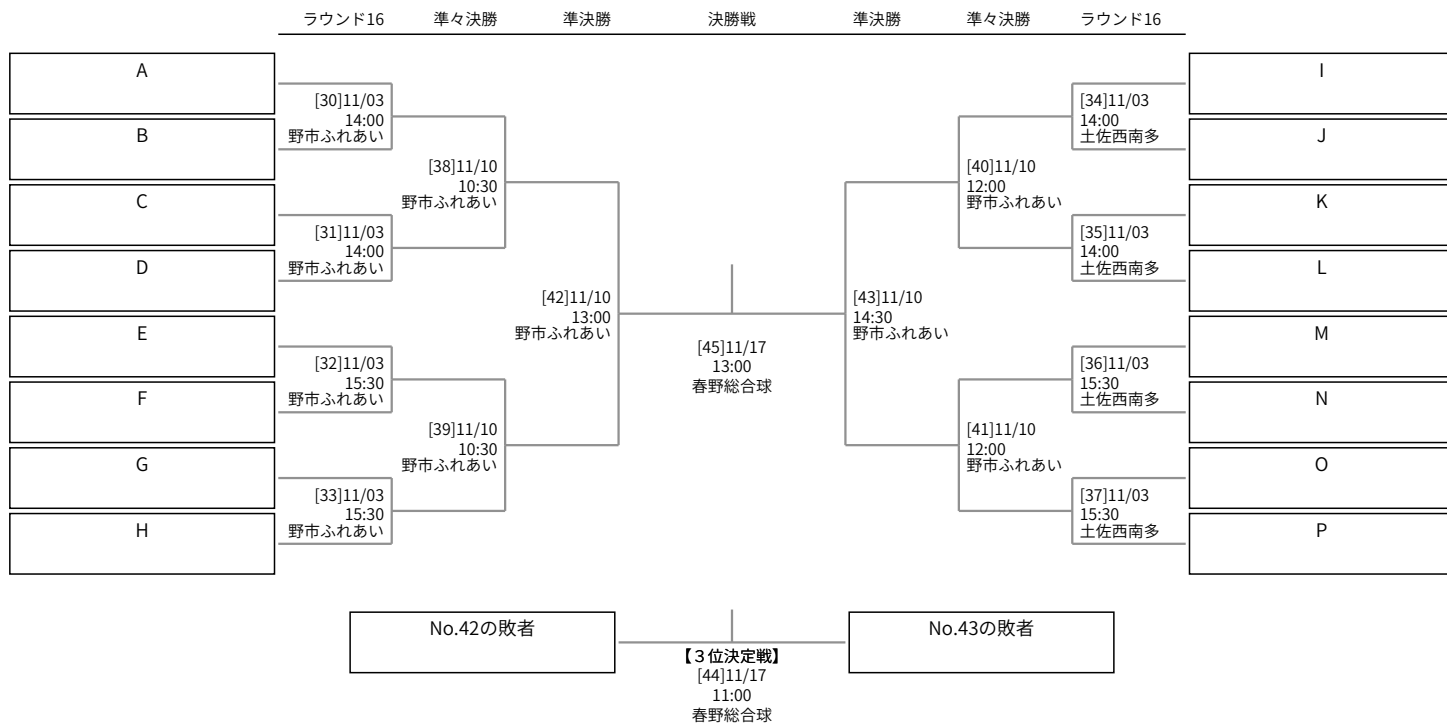 ラウンド16 準々決勝 準決勝 決勝戦 準決勝 準々決勝 ラウンド16
A
B
C
D
E
F
G
H
[30]11/03
14:00
野市ふれあい
[31]11/03
14:00
野市ふれあい
[32]11/03
15:30
野市ふれあい
[33]11/03
15:30
野市ふれあい
[38]11/10
10:30
野市ふれあい
[39]11/10
10:30
野市ふれあい
[42]11/10
13:00
野市ふれあい
[45]11/17
13:00
春野総合球
[43]11/10
14:30
野市ふれあい
[40]11/10
12:00
野市ふれあい
[41]11/10
12:00
野市ふれあい
[34]11/03
14:00
土佐西南多
[35]11/03
14:00
土佐西南多
[36]11/03
15:30
土佐西南多
[37]11/03
15:30
土佐西南多
I
J
K
L
M
N
O
P
No.42の敗者
No.43の敗者
【３位決定戦】
[44]11/17
11:00
春野総合球